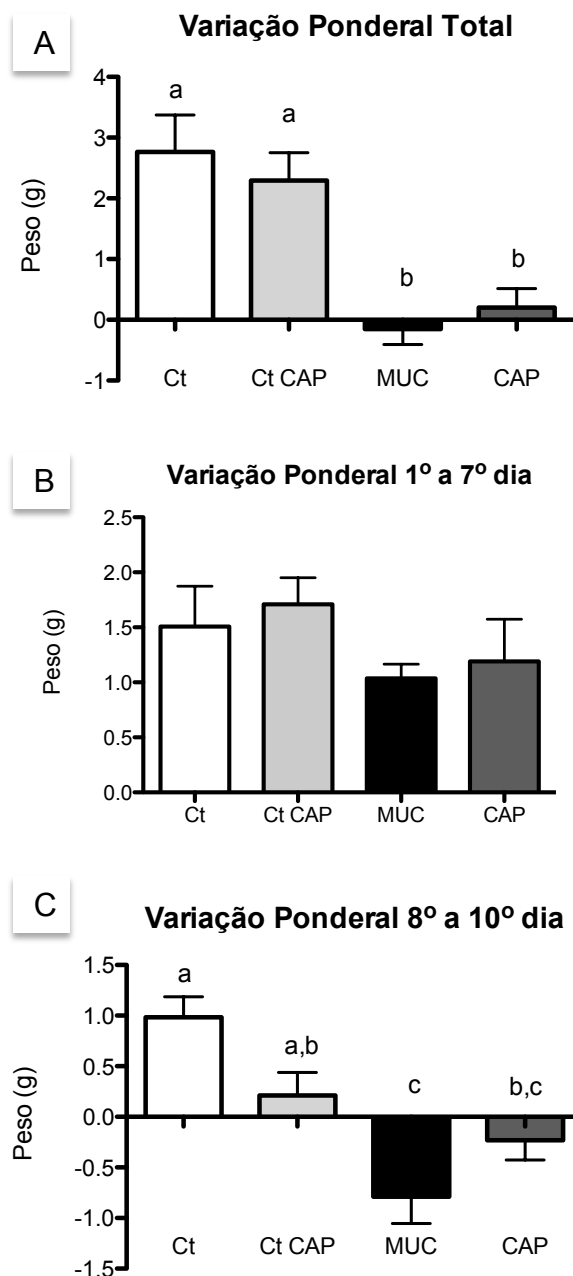 A
Variação Ponderal Total
4
3
2
1
0
-1
Peso (g)
a
a
b
b
Ct
Ct CAP
MUC
CAP
B
Variação Ponderal 1º a 7º dia
2.5
2.0
1.5
1.0
0.5
0.0
Peso (g)
Ct
Ct CAP
MUC
CAP
C
Variação Ponderal 8º a 10º dia
1.5
1.0
0.5
0.0
-0.5
-1.0
-1.5
Peso (g)
a
a,b
c
b,c
Ct
Ct CAP
MUC
CAP